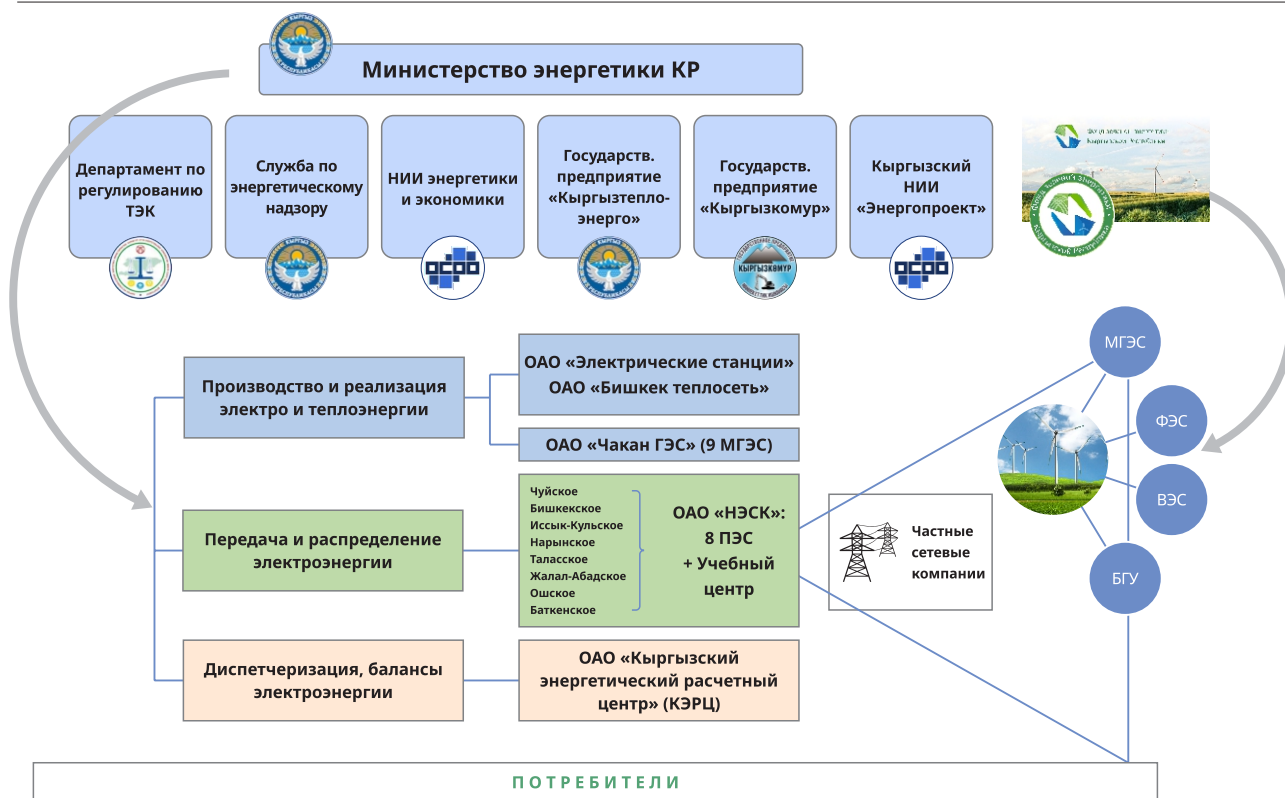 Министерство энергетики КР
Департамент по
регулированию
ТЭК
Служба по
энергетическому
надзору
НИИ энергетики
и экономики
Государств.
предприятие
«Кыргызтепло-
энерго»
Государств.
предприятие
«Кыргызкомур»
Кыргызский
НИИ
«Энергопроект»
ОСОО
КЫРГЫЗКӨМҮР
ОСОО
Производство и реализация
электро и теплоэнергии
ОАО «Электрические станции»
ОАО «Бишкек теплосеть»
ОАО «Чакан ГЭС» (9 МГЭС)
Передача и распределение
электроэнергии
Чуйское
Бишкекское
Иссык-Кульское
Нарынское
Таласское
Жалал-Абадское
Ошское
Баткенское
ОАО «НЭСК»:
8 ПЭС
+ Учебный
центр
Частные
сетевые
компании
МГЭС
ФЭС
ВЭС
БГУ
Диспетчеризация, балансы
электроэнергии
ОАО «Кыргызский
энергетический расчетный
центр» (КЭРЦ)
ПОТРЕБИТЕЛИ